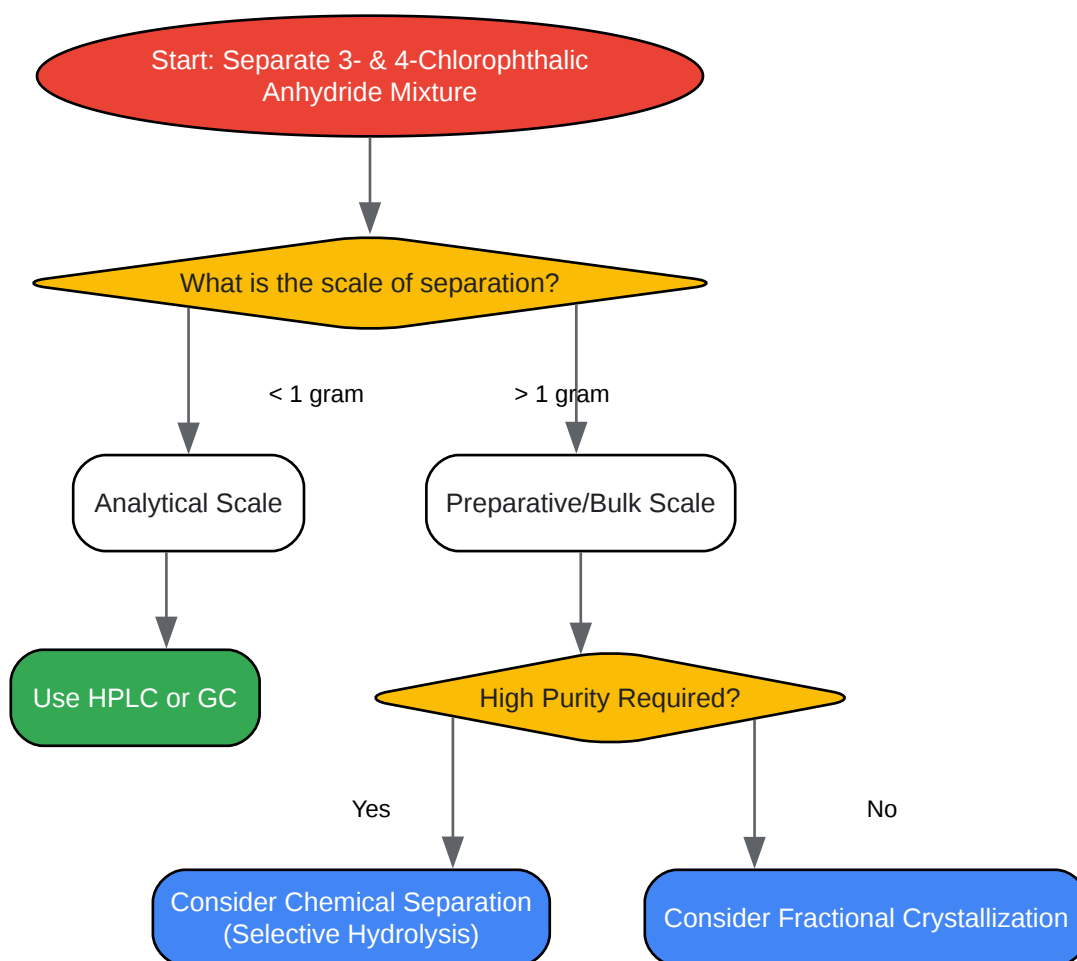 Start: Separate 3- & 4-Chlorophthalic
Anhydride Mixture
What is the scale of separation?
< 1 gram
> 1 gram
Analytical Scale
Preparative/Bulk Scale
Use HPLC or GC
High Purity Required?
Yes
No
Consider Chemical Separation
(Selective Hydrolysis)
Consider Fractional Crystallization